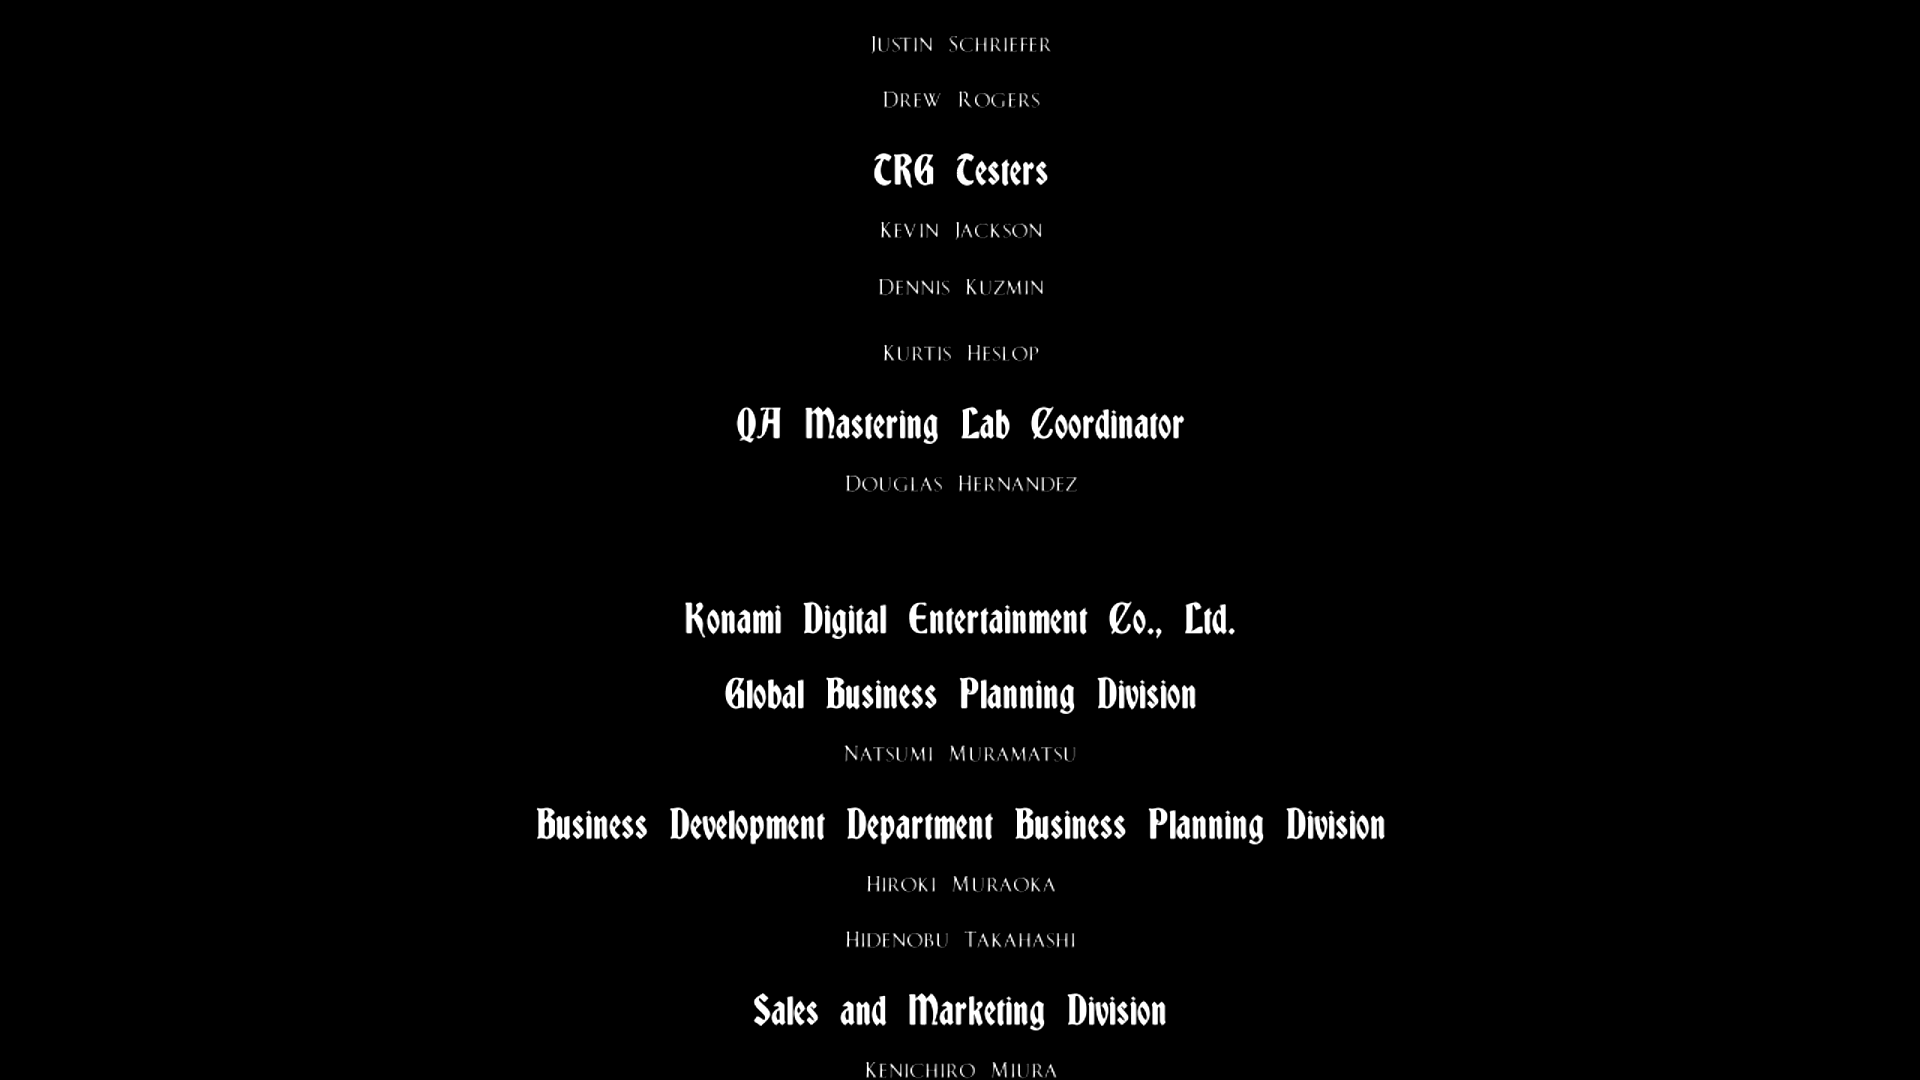 Justin Schriefer
Drew Rogers
TRG Testers
Kevin Jackson
Dennis Kuzmin
Kurtis Heslop
QA Mastering Lab Coordinator
Douglas Hernandez
Konami Digital Entertainment Co., Ltd.
Global Business Planning Division
Natsumi Muramatsu
Business Development Department Business Planning Division
Hiroki Muraoka
Hidenobu Takahashi
Sales and Marketing Division
Kenichiro Miura